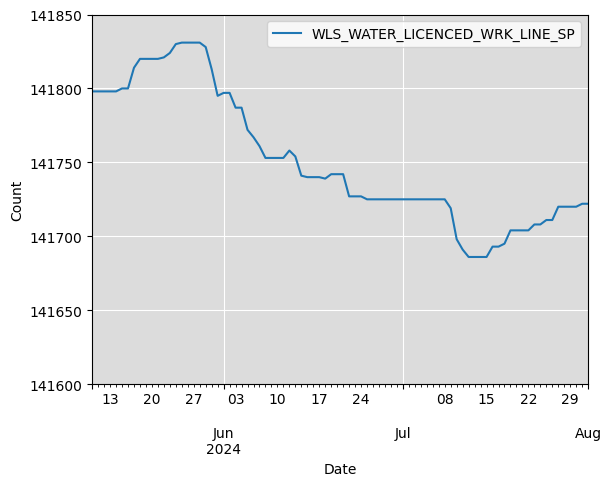 WLS_WATER_LICENCED_WRK_LINE_SP
141850
141800
141750
141700
141650
141600
Count
13 20 27 03 10 17 24 08 15 22 29
Jun Jul Aug
2024
Date